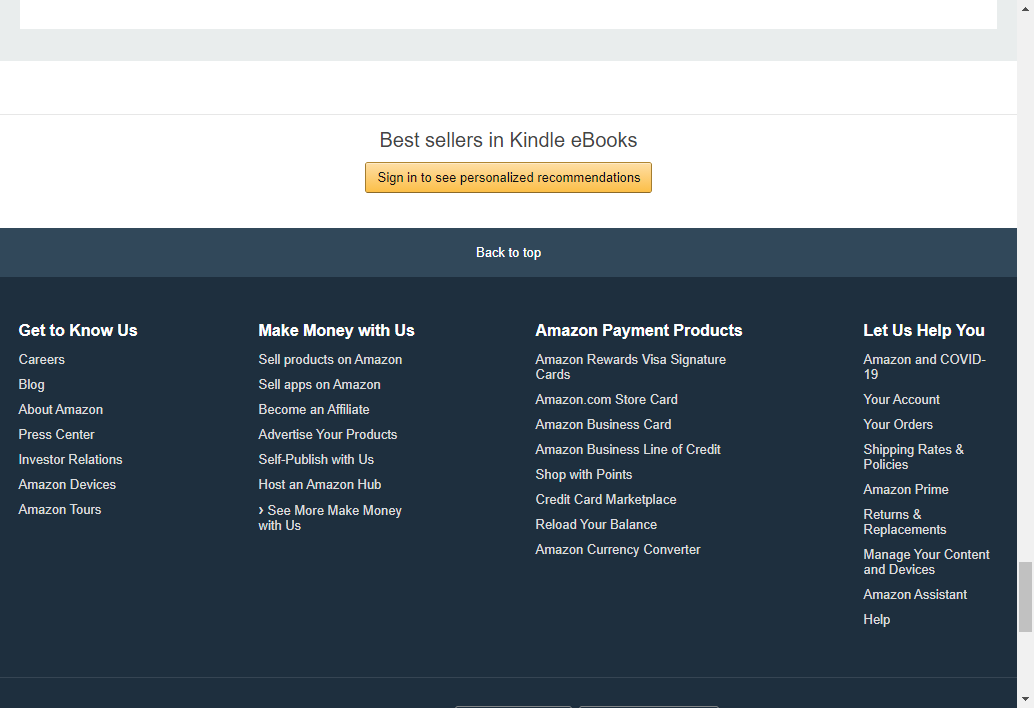 Best sellers in Kindle eBooks
Sign in to see personalized recommendations
Back to top
Get to Know Us
Careers
Blog
About Amazon
Press Center
Investor Relations
Amazon Devices
Amazon Tours
Make Money with Us
Sell products on Amazon
Sell apps on Amazon
Become an Affiliate
Advertise Your Products
Self-Publish with Us
Host an Amazon Hub
› See More Make Money
with Us
Amazon Payment Products
Amazon Rewards Visa Signature
Cards
Amazon.com Store Card
Amazon Business Card
Amazon Business Line of Credit
Shop with Points
Credit Card Marketplace
Reload Your Balance
Amazon Currency Converter
Let Us Help You
Amazon and COVID-
19
Your Account
Your Orders
Shipping Rates &
Policies
Amazon Prime
Returns &
Replacements
Manage Your Content
and Devices
Amazon Assistant
Help